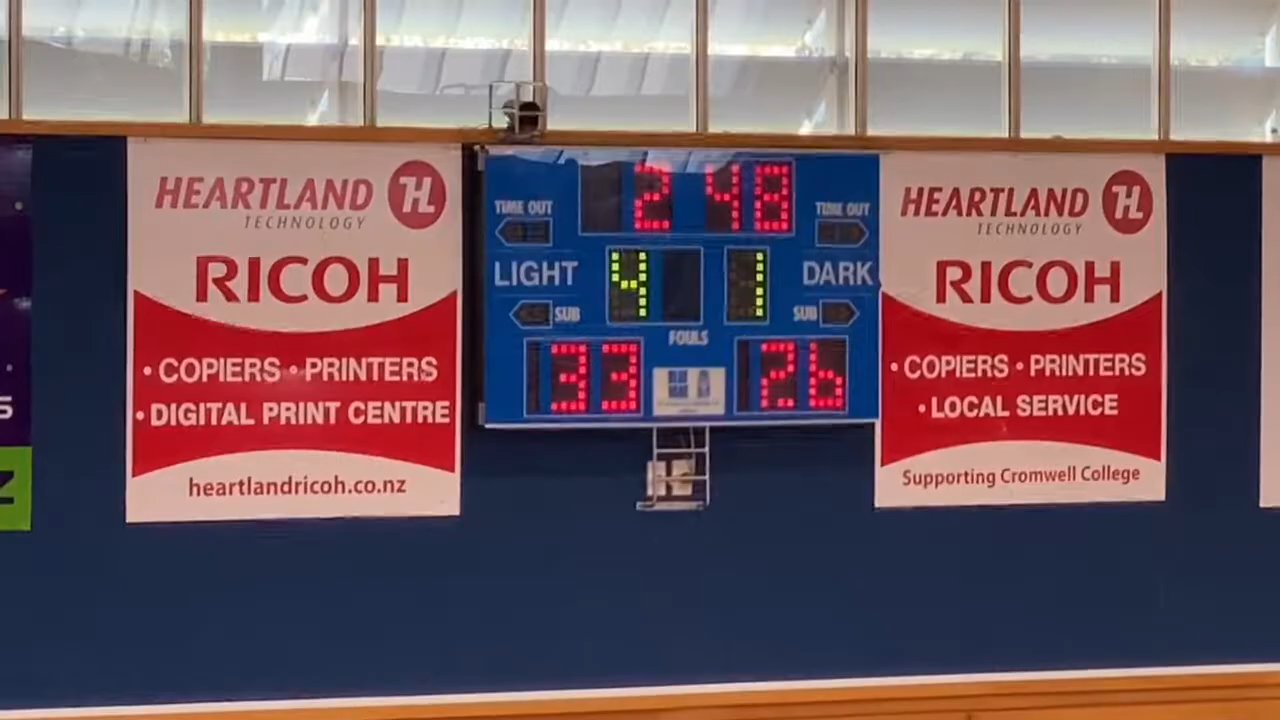 HEARTLAND
TECHNOLOGY
RICOH
• COPIERS • PRINTERS
• DIGITAL PRINT CENTRE
heartlandricoh.co.nz
2 48
TIME OUT
TIME OUT
LIGHT
4
1
DARK
SUB
SUB
FOULS
33
26
HEARTLAND
TECHNOLOGY
RICOH
• COPIERS • PRINTERS
• LOCAL SERVICE
Supporting Cromwell College
5
Z